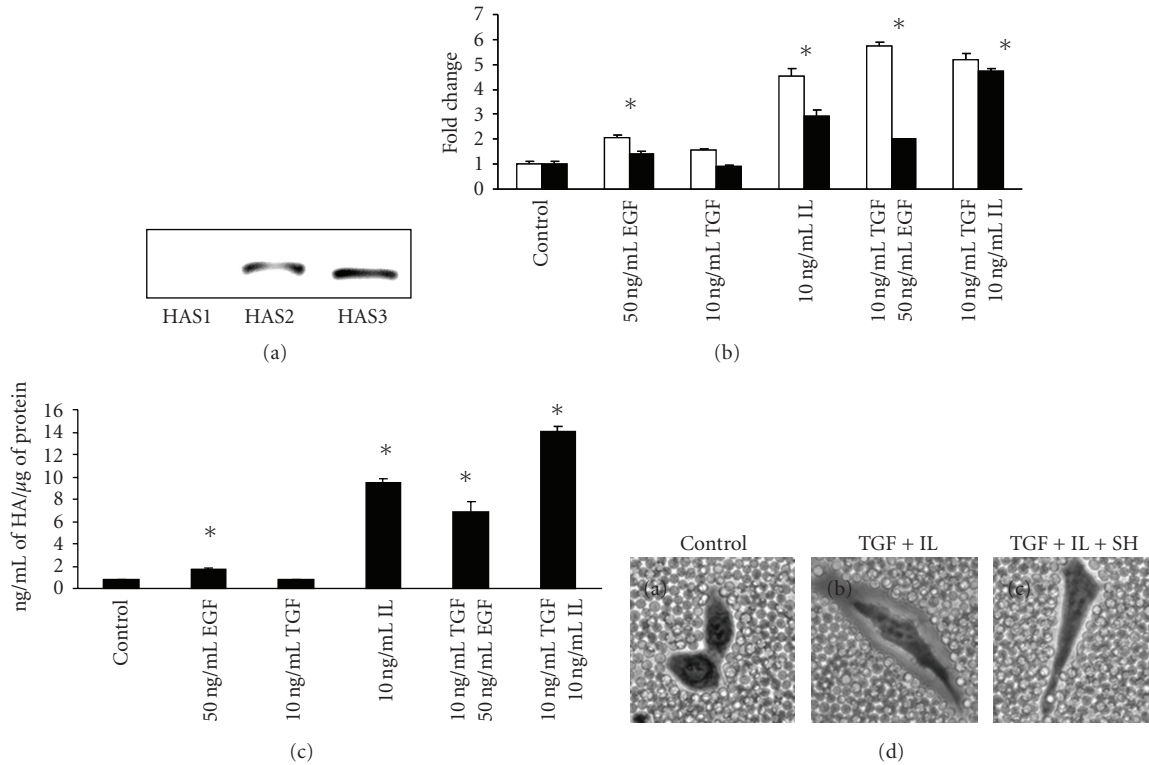 HAS1 HAS2 HAS3
(a)
Fold change
7
6
5
4
3
2
1
0
*
*
*
*
Control
50 ng/mL EGF
10 ng/mL TGF
10 ng/mL IL
10 ng/mL TGF
50 ng/mL EGF
10 ng/mL TGF
10 ng/mL IL
(b)
ng/mL of HA/µg of protein
16
14
12
10
8
6
4
2
0
*
*
*
*
Control
50 ng/mL EGF
10 ng/mL TGF
10 ng/mL IL
10 ng/mL TGF
50 ng/mL EGF
10 ng/mL TGF
10 ng/mL IL
(c)
Control
TGF + IL
TGF + IL + SH
(a)
(b)
(c)
(d)